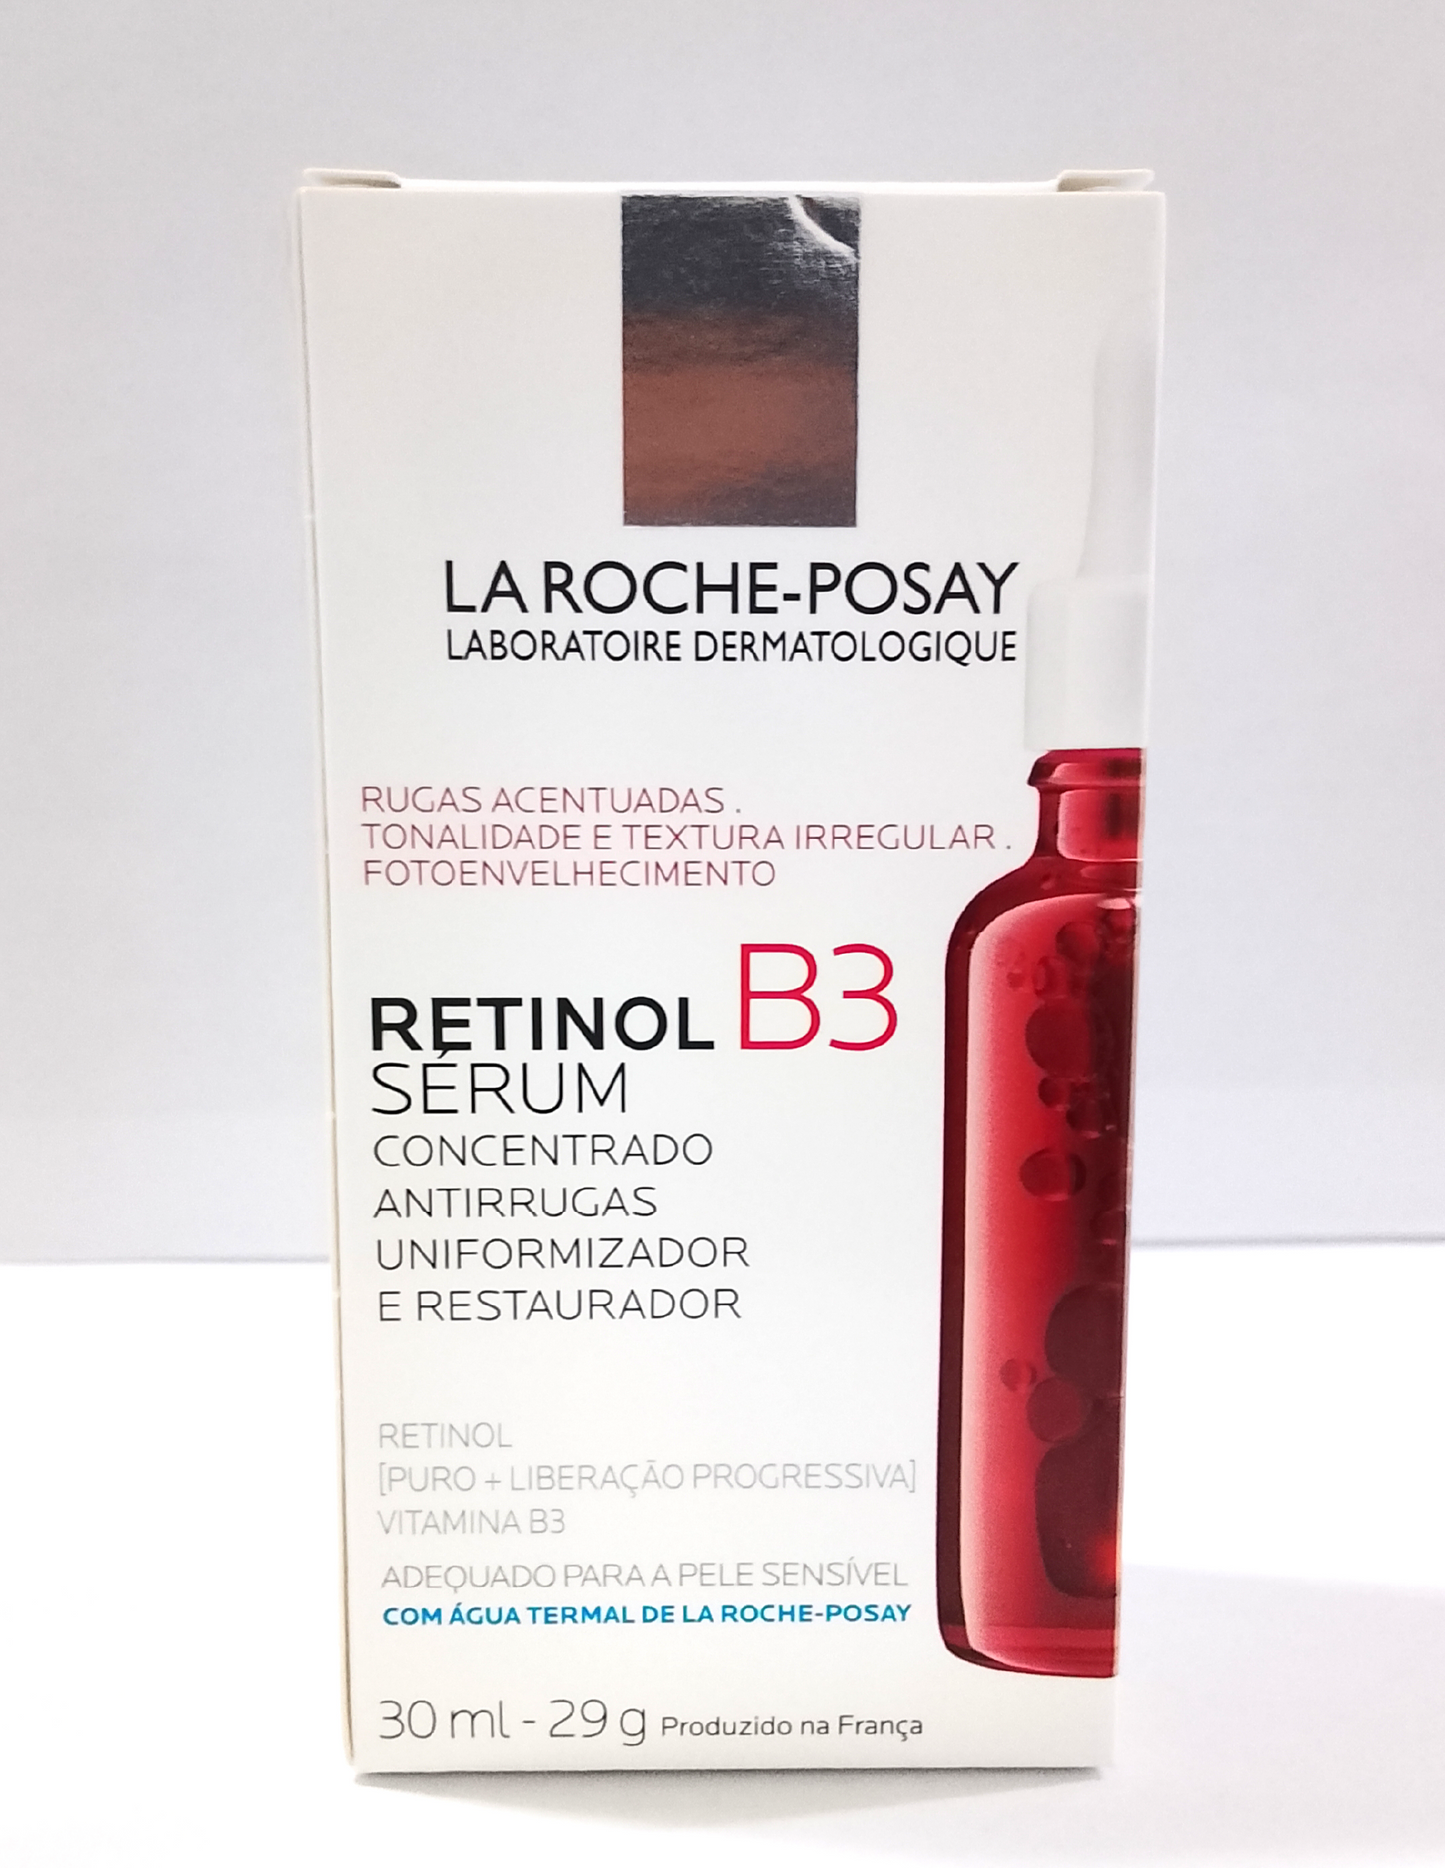 LA ROCHE-POSAY
LABORATOIRE DERMATOLOGIQUE
RUGAS ACENTUADAS .
TONALIDADE E TEXTURA IRREGULAR .
FOTOENVELHECIMENTO
RETINOL B3
SÉRUM
CONCENTRADO
ANTIRRUGAS
UNIFORMIZADOR
E RESTAURADOR
RETINOL
[PURO + LIBERAÇÃO PROGRESSIVA]
VITAMINA B3
ADEQUADO PARA A PELE SENSÍVEL
COM ÁGUA TERMAL DE LA ROCHE-POSAY
30 ml - 29 g Produzido na França